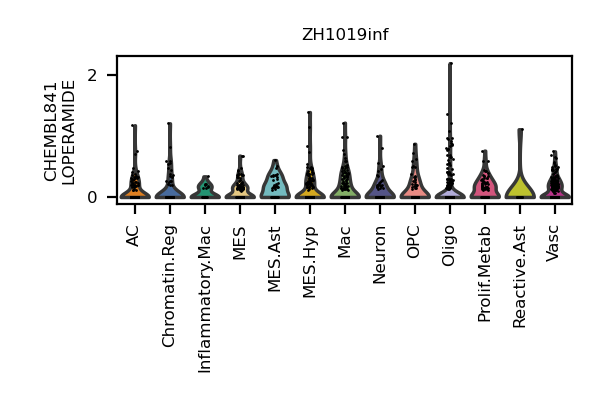 ZH1019inf
CHEMBL841
LOPERAMIDE
2
0
AC
Chromatin.Reg
Inflammatory.Mac
MES
MES.Ast
MES.Hyp
Mac
Neuron
OPC
Oligo
Prolif.Metab
Reactive.Ast
Vasc